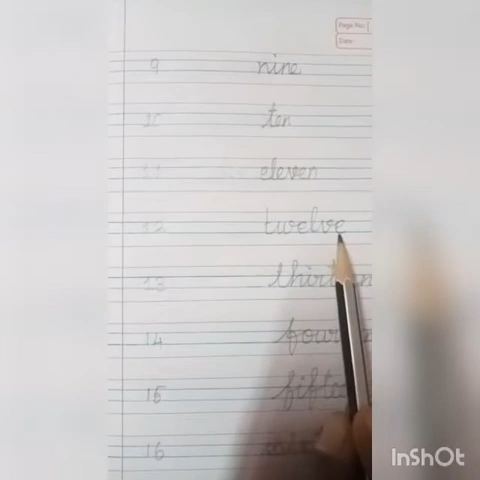 Page No:
Date:
9 nine
10 ten
11 eleven
12 twelve
13
14
15
16
InShOt